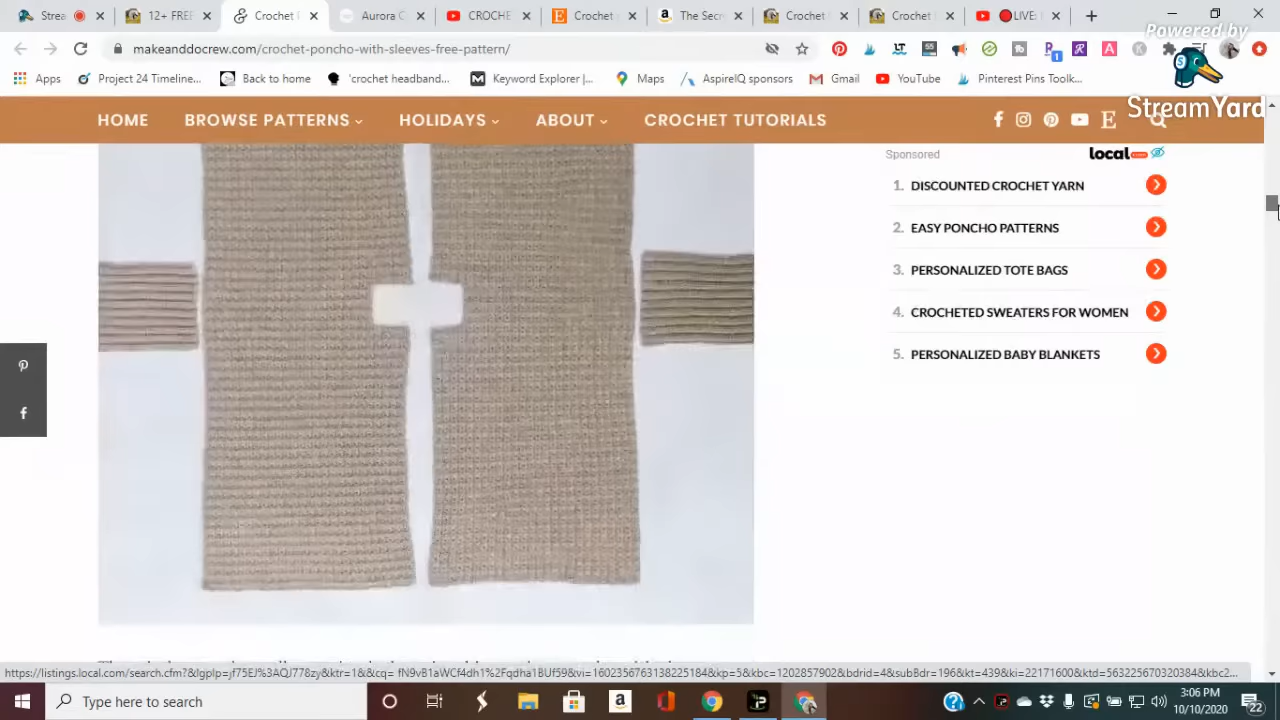 Strea
12+ FREE
Crochet P
Aurora C
CROCHE
Crochet
The Secr
Crochet
Crochet
LIVE:
Powered by
StreamYard
makeanddocrew.com/crochet-poncho-with-sleeves-free-pattern/
Apps
Project 24 Timeline...
Back to home
'crochet headband...
Keyword Explorer |...
Maps
AspireIQ sponsors
Gmail
YouTube
Pinterest Pins Toolk...
HOME
BROWSE PATTERNS
HOLIDAYS
ABOUT
CROCHET TUTORIALS
Sponsored
local
1. DISCOUNTED CROCHET YARN
2. EASY PONCHO PATTERNS
3. PERSONALIZED TOTE BAGS
4. CROCHETED SWEATERS FOR WOMEN
5. PERSONALIZED BABY BLANKETS
Type here to search
3:06 PM
10/10/2020
22